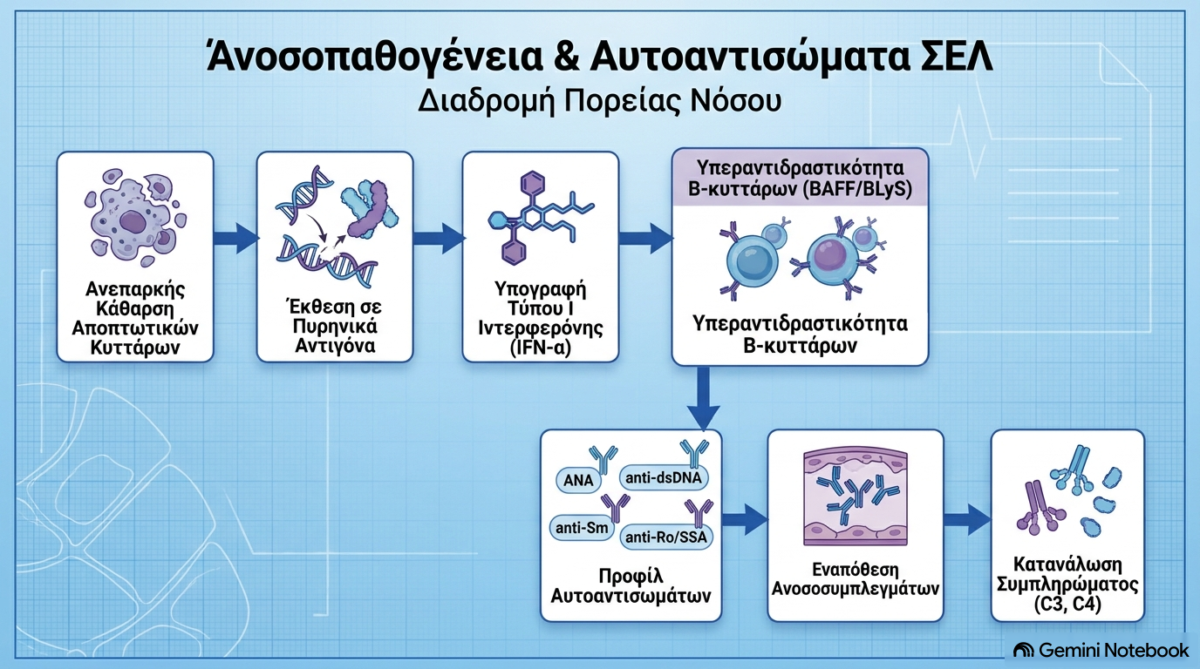 Άνοσοπαθογένεια & Αυτοαντισώματα ΣΕΛ
Διαδρομή Πορείας Νόσου
Ανεπαρκής
Κάθαρση
Αποπτωτικών
Κυττάρων
Έκθεση σε
Πυρηνικά
Αντιγόνα
Υπογραφή
Τύπου Ι
Ιντερφερόνης
(IFN-α)
Υπεραντιδραστικότητα
Β-κυττάρων (BAFF/BLyS)
Υπεραντιδραστικότητα
Β-κυττάρων
ANA
anti-dsDNA
anti-Sm
anti-Ro/SSA
Προφίλ
Αυτοαντισωμάτων
Εναπόθεση
Ανοσοσυμπλεγμάτων
Κατανάλωση
Συμπληρώματος
(C3, C4)
Gemini Notebook